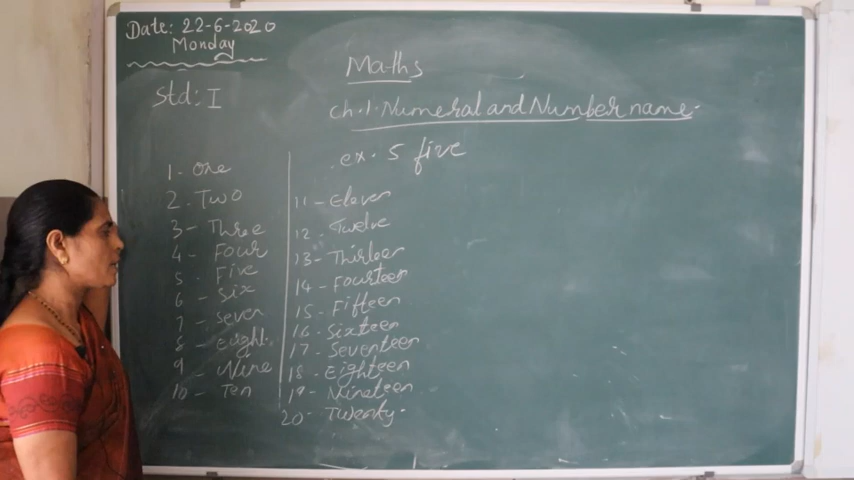 Date: 22-6-2020
Monday
Std: I
Maths
ch.1. Numeral and Number name.
ex. 5 five
1 - One
2. Two
3 - Three
4 - Four
5 - Five
6 - Six
7 - Seven
8 - eight.
9 - Nine
10 - Ten
11 - Eleven
12 - Twelve
13 - Thirteen
14 - Fourteen
15 - Fifteen
16 - Sixteen
17 - Seventeen
18 - Eighteen
19 - Nineteen
20 - Twenty.